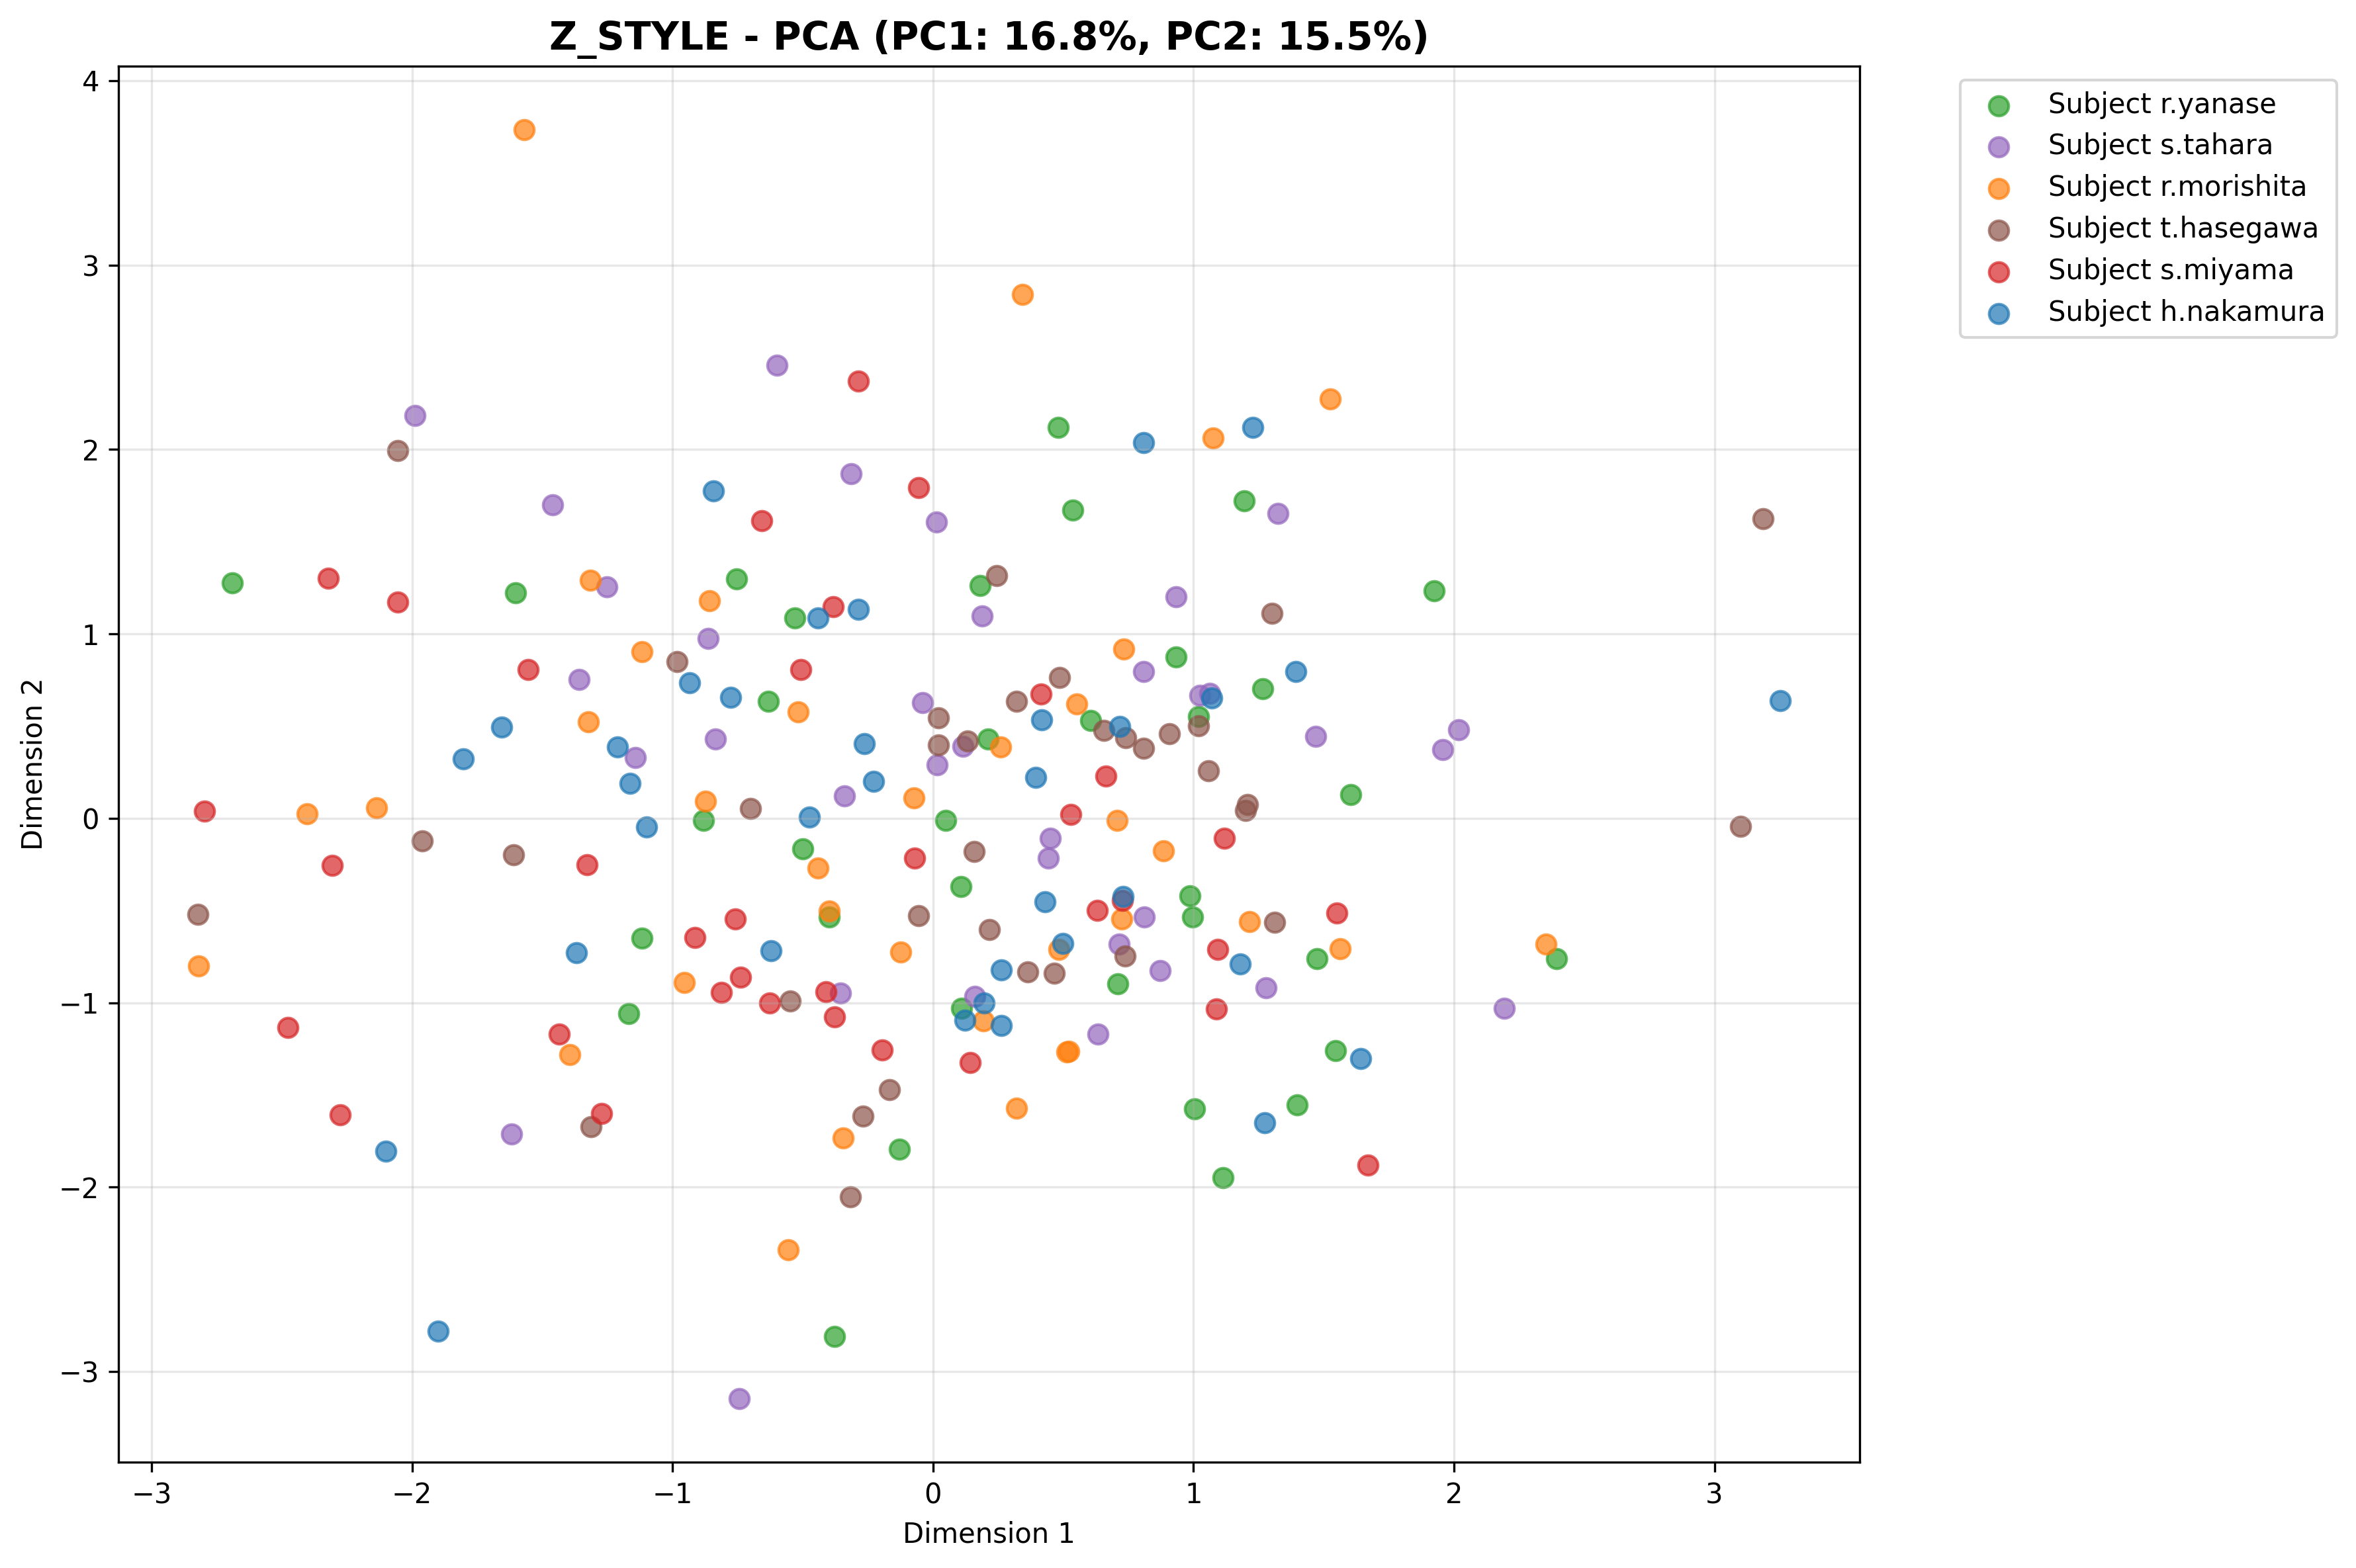 Z_STYLE - PCA (PC1: 16.8%, PC2: 15.5%)
4
3
2
1
0
−1
−2
−3
Dimension 2
−3 −2 −1 0 1 2 3
Dimension 1
Subject r.yanase
Subject s.tahara
Subject r.morishita
Subject t.hasegawa
Subject s.miyama
Subject h.nakamura